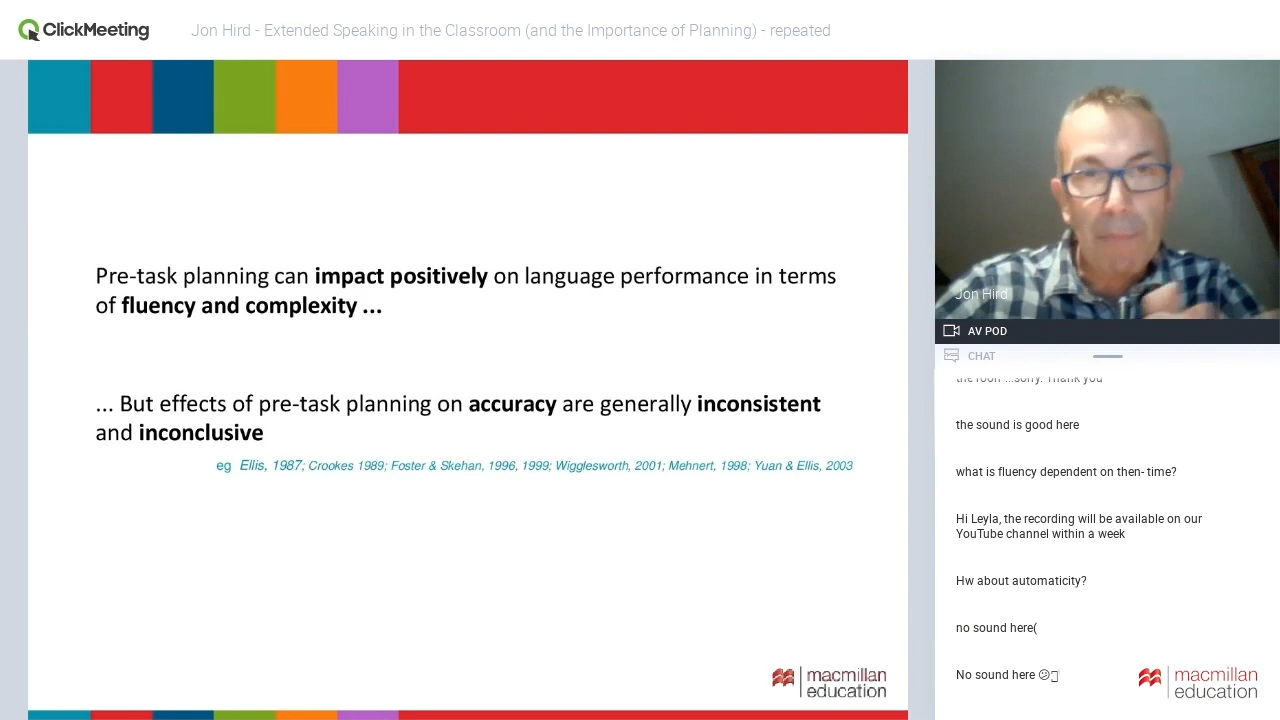 ClickMeeting
Jon Hird - Extended Speaking in the Classroom (and the Importance of Planning) - repeated
Pre-task planning can impact positively on language performance in terms
of fluency and complexity ...
... But effects of pre-task planning on accuracy are generally inconsistent
and inconclusive
eg Ellis, 1987; Crookes 1989; Foster & Skehan, 1996, 1999; Wigglesworth, 2001; Mehnert, 1998; Yuan & Ellis, 2003
macmillan
education
Jon Hird
AV POD
CHAT
sorry. Thank you
the sound is good here
what is fluency dependent on then- time?
Hi Leyla, the recording will be available on our
YouTube channel within a week
Hw about automaticity?
no sound here(
No sound here 😕
macmillan
education